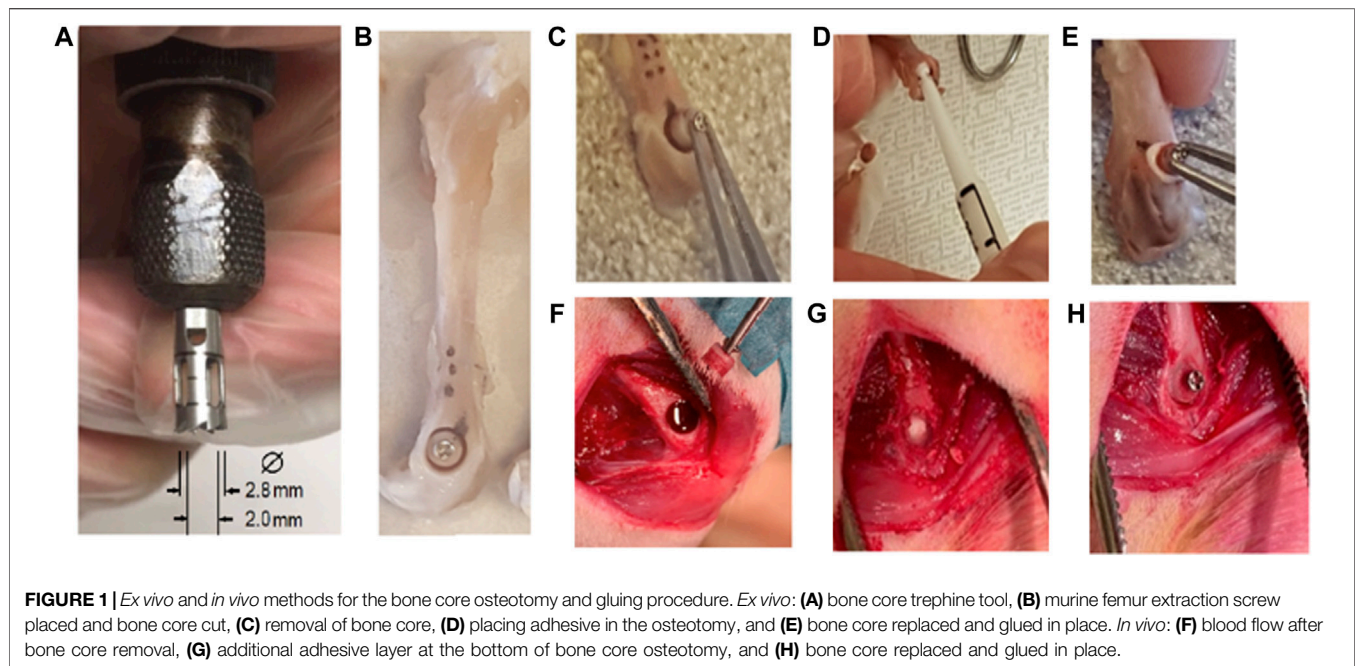 A
B
C
D
E
F
G
H
Ø
2.8 mm
2.0 mm
FIGURE 1 | Ex vivo and in vivo methods for the bone core osteotomy and gluing procedure. Ex vivo: (A) bone core trephine tool, (B) murine femur extraction screw
placed and bone core cut, (C) removal of bone core, (D) placing adhesive in the osteotomy, and (E) bone core replaced and glued in place. In vivo: (F) blood flow after
bone core removal, (G) additional adhesive layer at the bottom of bone core osteotomy, and (H) bone core replaced and glued in place.